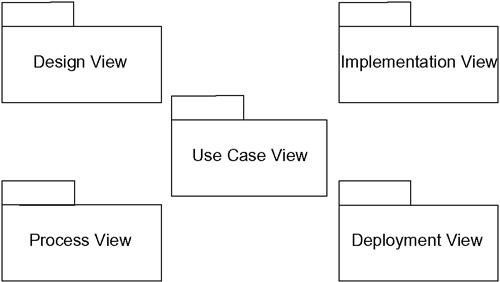 Design View
Implementation View
Use Case View
Process View
Deployment View